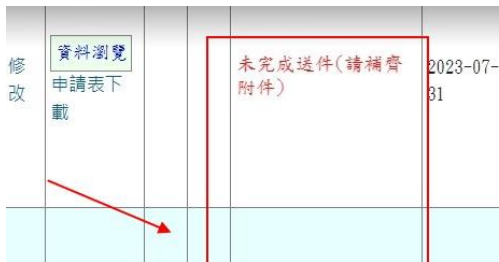 修
改
資料瀏覽
申請表下
載
未完成送件(請補齊
附件)
2023-07-
31